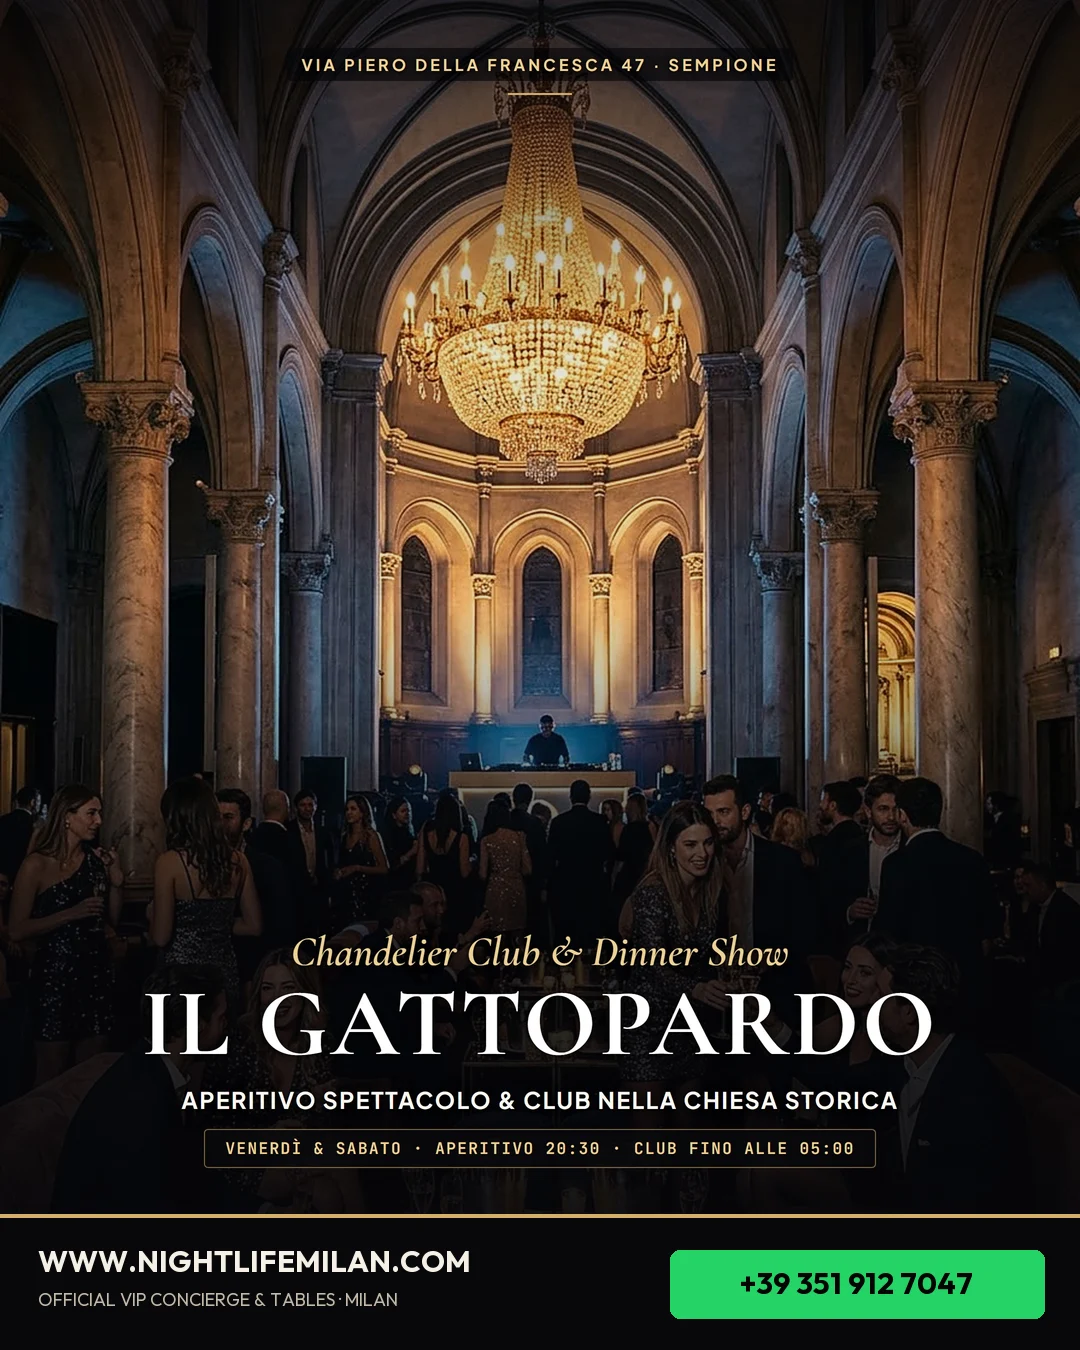 VIA PIERO DELLA FRANCESCA 47 · SEMPIONE
Chandelier Club & Dinner Show
IL GATTOPARDO
APERITIVO SPETTACOLO & CLUB NELLA CHIESA STORICA
VENERDÌ & SABATO · APERITIVO 20:30 · CLUB FINO ALLE 05:00
WWW.NIGHTLIFEMILAN.COM
OFFICIAL VIP CONCIERGE & TABLES · MILAN
+39 351 912 7047